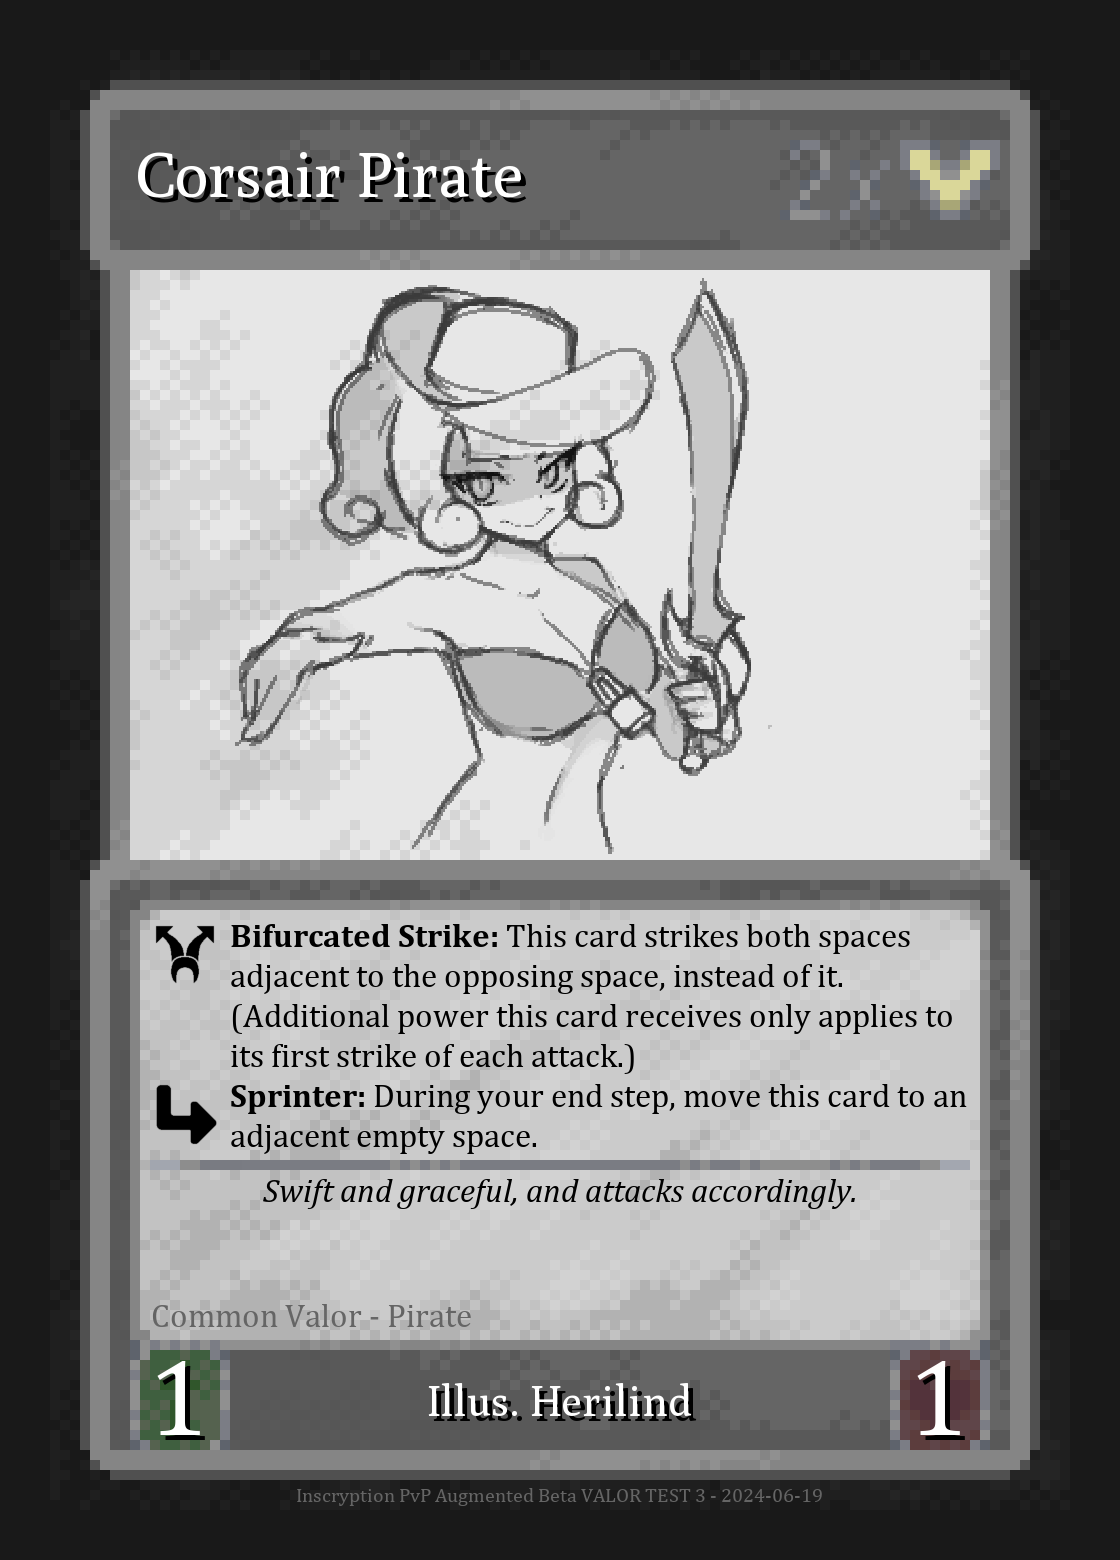 Corsair Pirate
2x
Bifurcated Strike: This card strikes both spaces
adjacent to the opposing space, instead of it.
(Additional power this card receives only applies to
its first strike of each attack.)
Sprinter: During your end step, move this card to an
adjacent empty space.
Swift and graceful, and attacks accordingly.
Common Valor - Pirate
1
Illus. Herilind
1
Inscryption PvP Augmented Beta VALOR TEST 3 - 2024-06-19